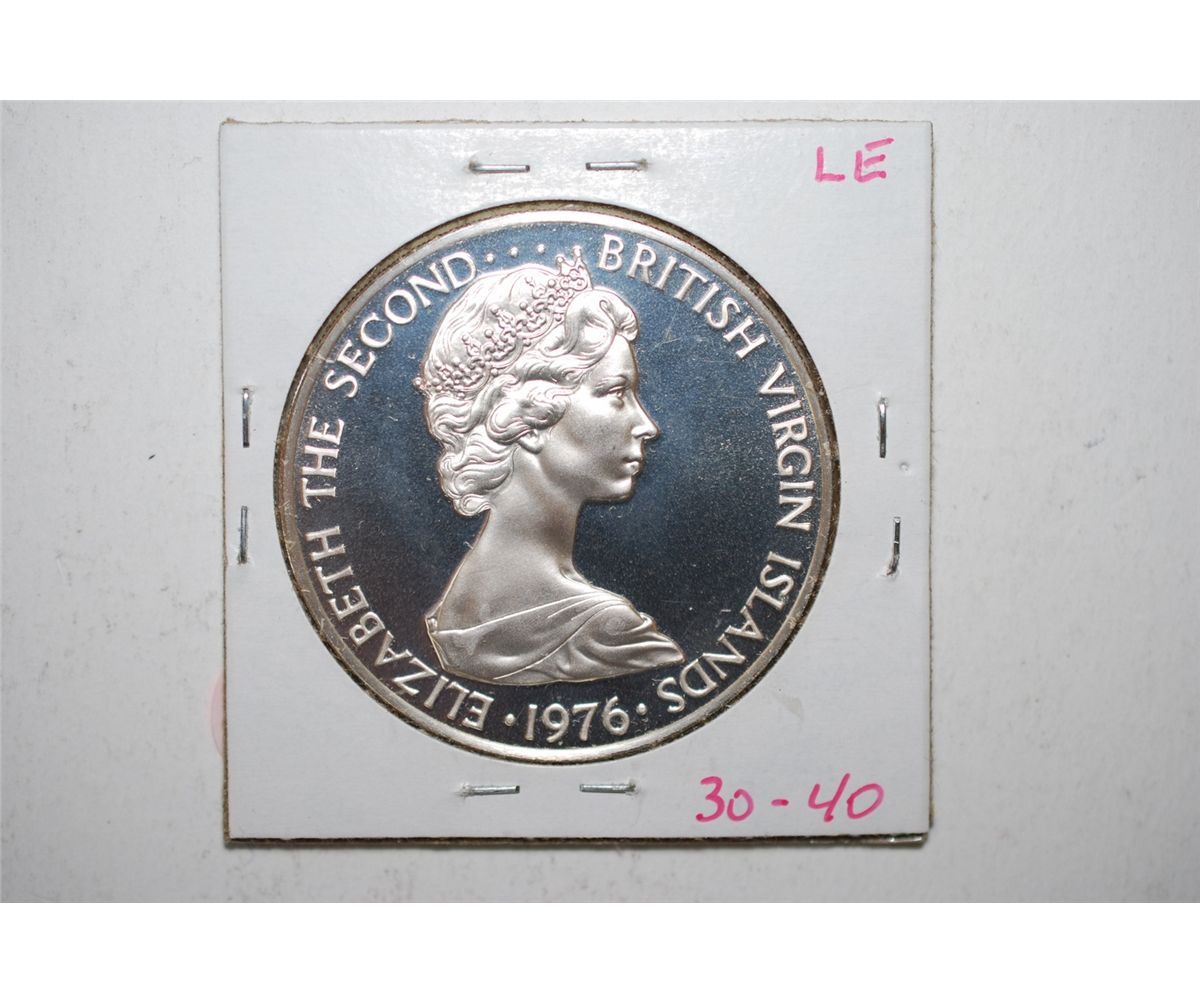 LE
ELIZABETH THE SECOND... BRITISH VIRGIN ISLANDS · 1976 ·
30-40